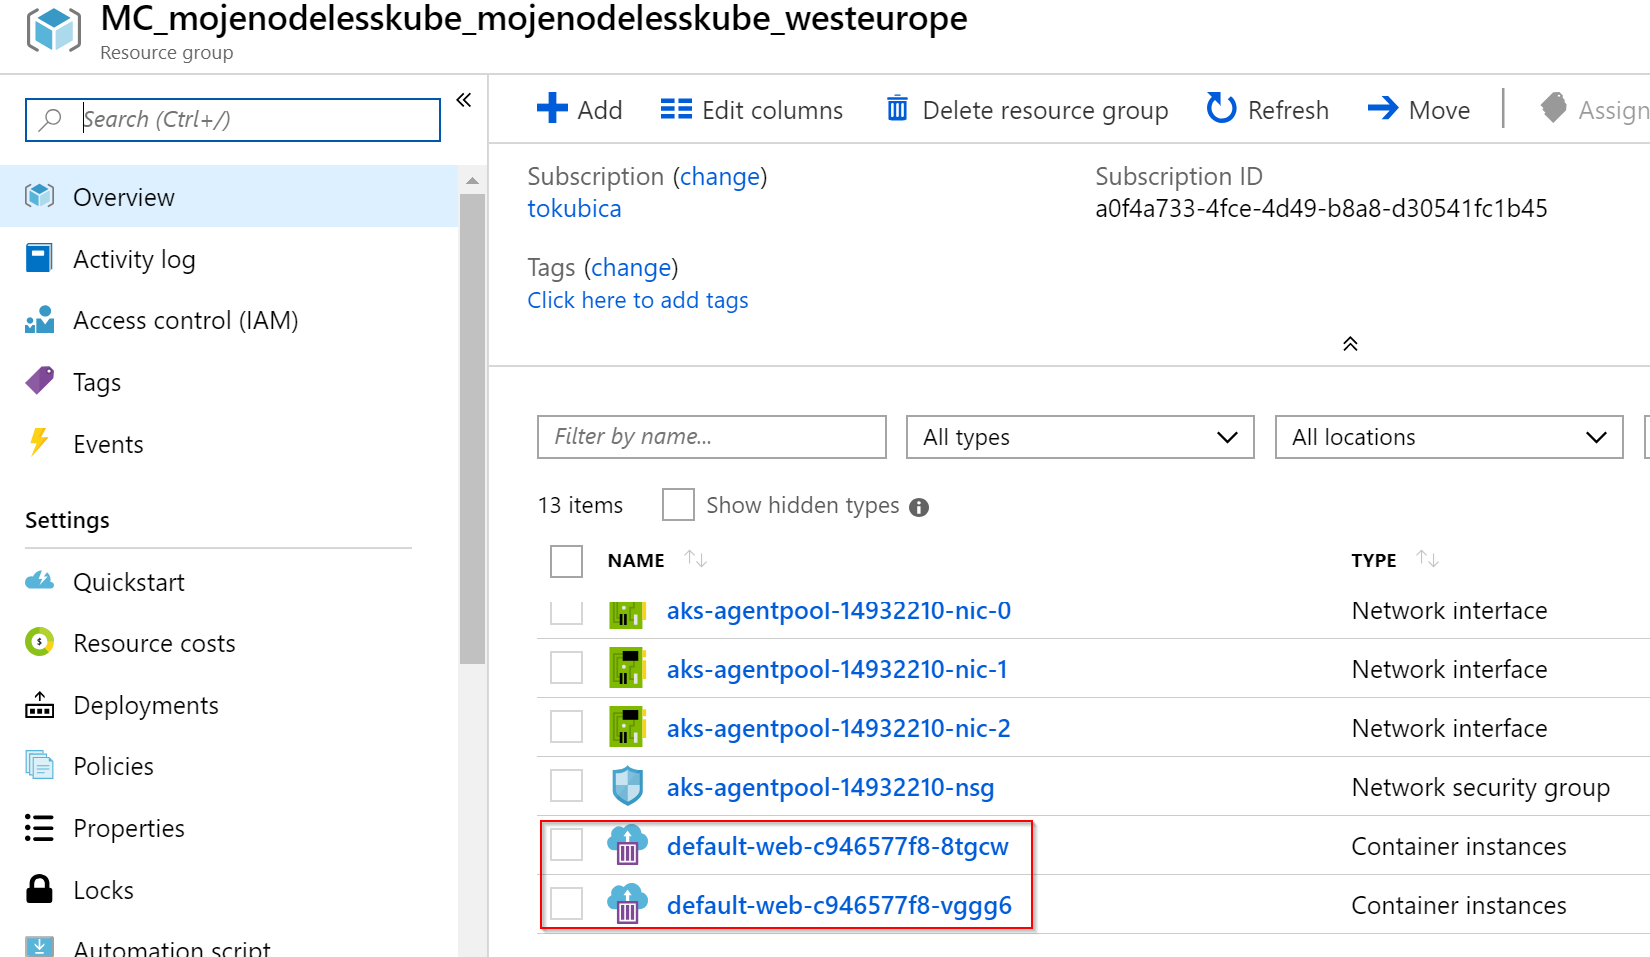 MC_mojenodelesskube_mojenodelesskube_westeurope
Resource group
Search (Ctrl+/)
«
Overview
Activity log
Access control (IAM)
Tags
Events
Settings
Quickstart
Resource costs
Deployments
Policies
Properties
Locks
Automation script
Add
Edit columns
Delete resource group
Refresh
Move
Assign
Subscription (change)
tokubica
Subscription ID
a0f4a733-4fce-4d49-b8a8-d30541fc1b45
Tags (change)
Click here to add tags
Filter by name...
All types
All locations
13 items
Show hidden types
NAME
TYPE
aks-agentpool-14932210-nic-0 Network interface
aks-agentpool-14932210-nic-1 Network interface
aks-agentpool-14932210-nic-2 Network interface
aks-agentpool-14932210-nsg Network security group
default-web-c946577f8-8tgcw Container instances
default-web-c946577f8-vggg6 Container instances